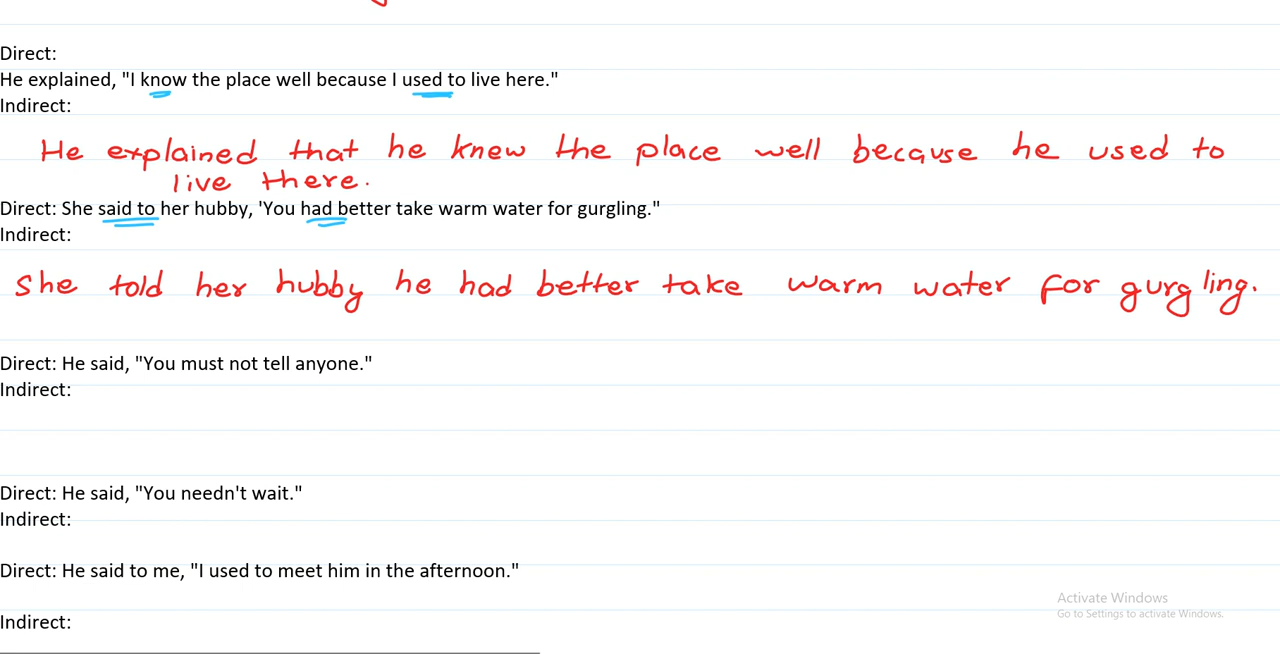 Direct:
He explained, "I know the place well because I used to live here."
Indirect:
He explained that he knew the place well because he used to
live there.
Direct: She said to her hubby, 'You had better take warm water for gurgling."
Indirect:
She told her hubby he had better take warm water for gurgling.
Direct: He said, "You must not tell anyone."
Indirect:
Direct: He said, "You needn't wait."
Indirect:
Direct: He said to me, "I used to meet him in the afternoon."
Activate Windows
Go to Settings to activate Windows.
Indirect: